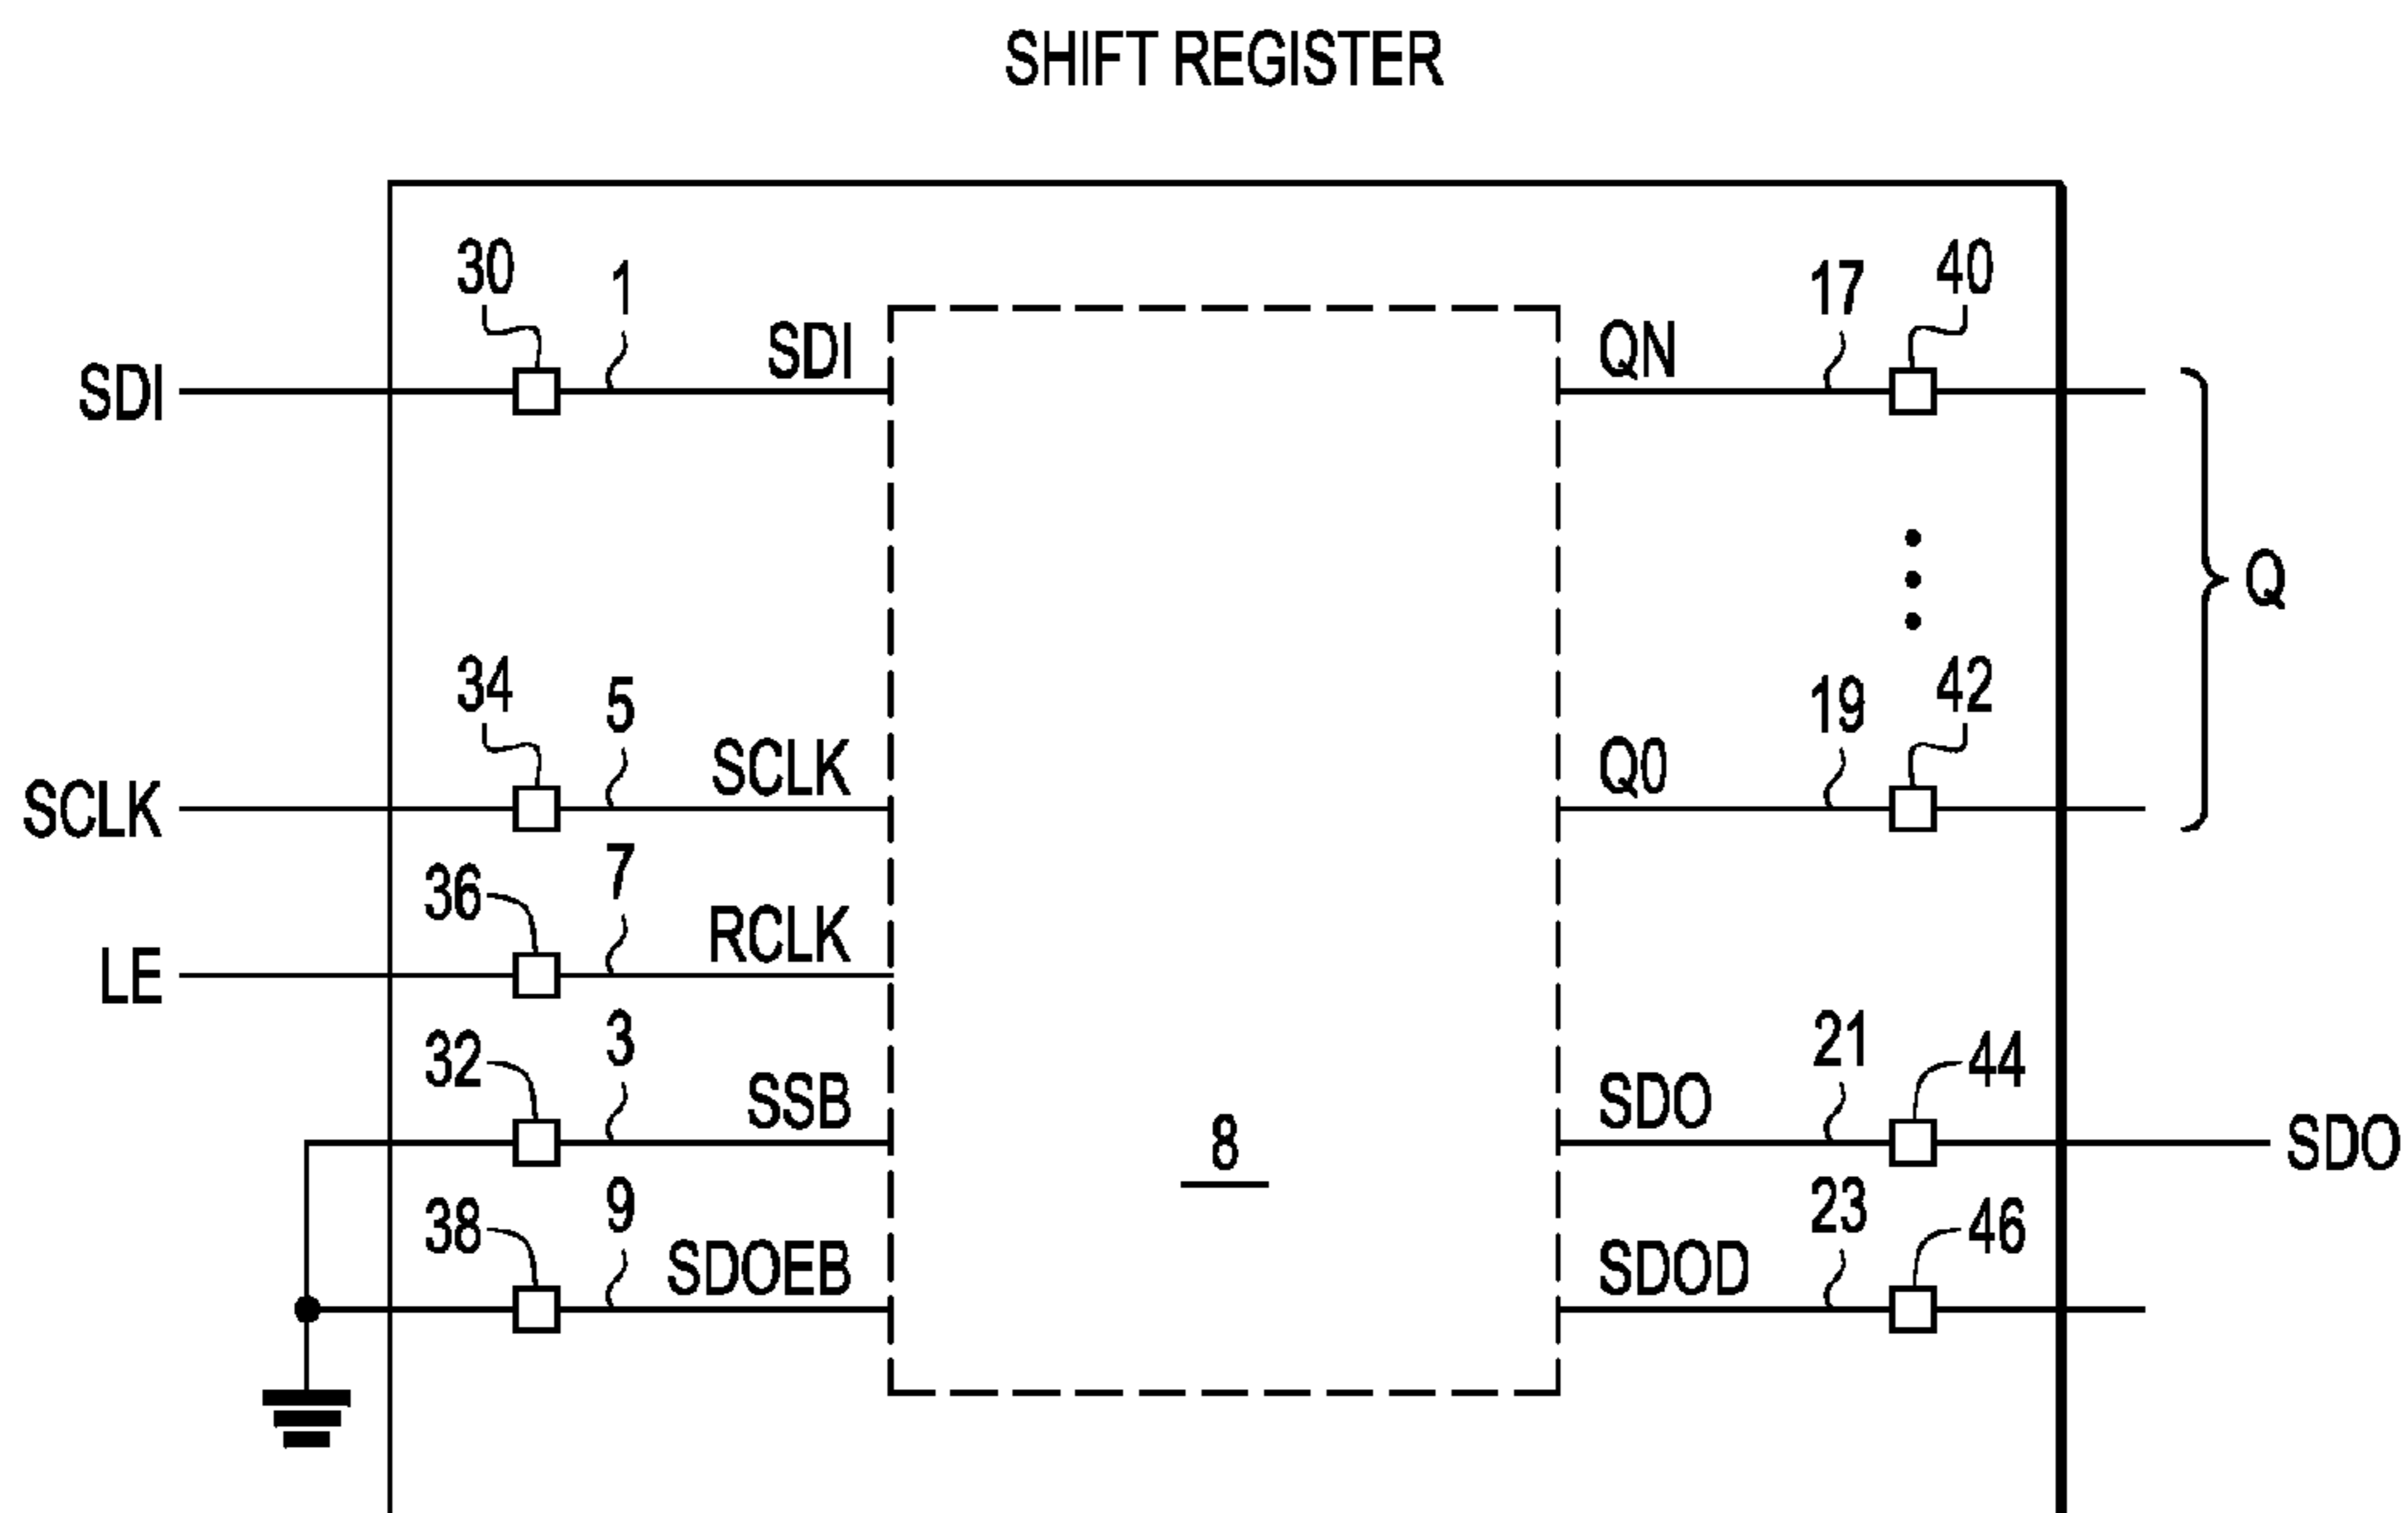 SHIFT REGISTER
30 1 17 40
SDI SDI QN
Q
34 5 19 42
SCLK SCLK Q0
36 7
LE RCLK
32 3 21 44
SSB 8 SDO SDO
38 9 23 46
SDOEB SDOD